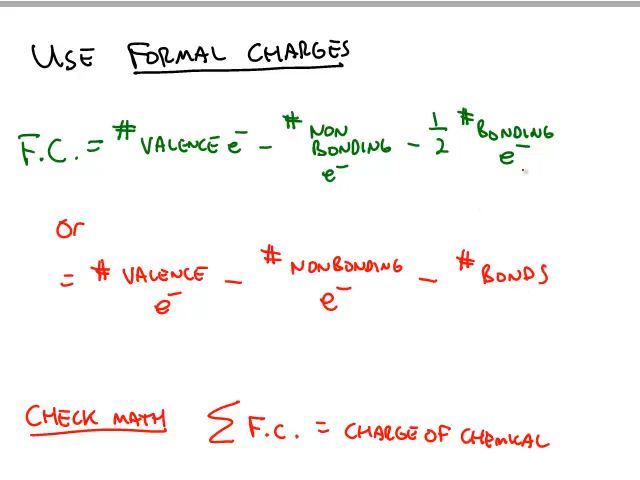 USE FORMAL CHARGES
F.C. = # VALENCE e⁻ - # NON BONDING e⁻ - 1/2 # BONDING e⁻
or
= # VALENCE e⁻ - # NONBONDING e⁻ - # BONDS
CHECK MATH Σ F.C. = CHARGE OF CHEMICAL